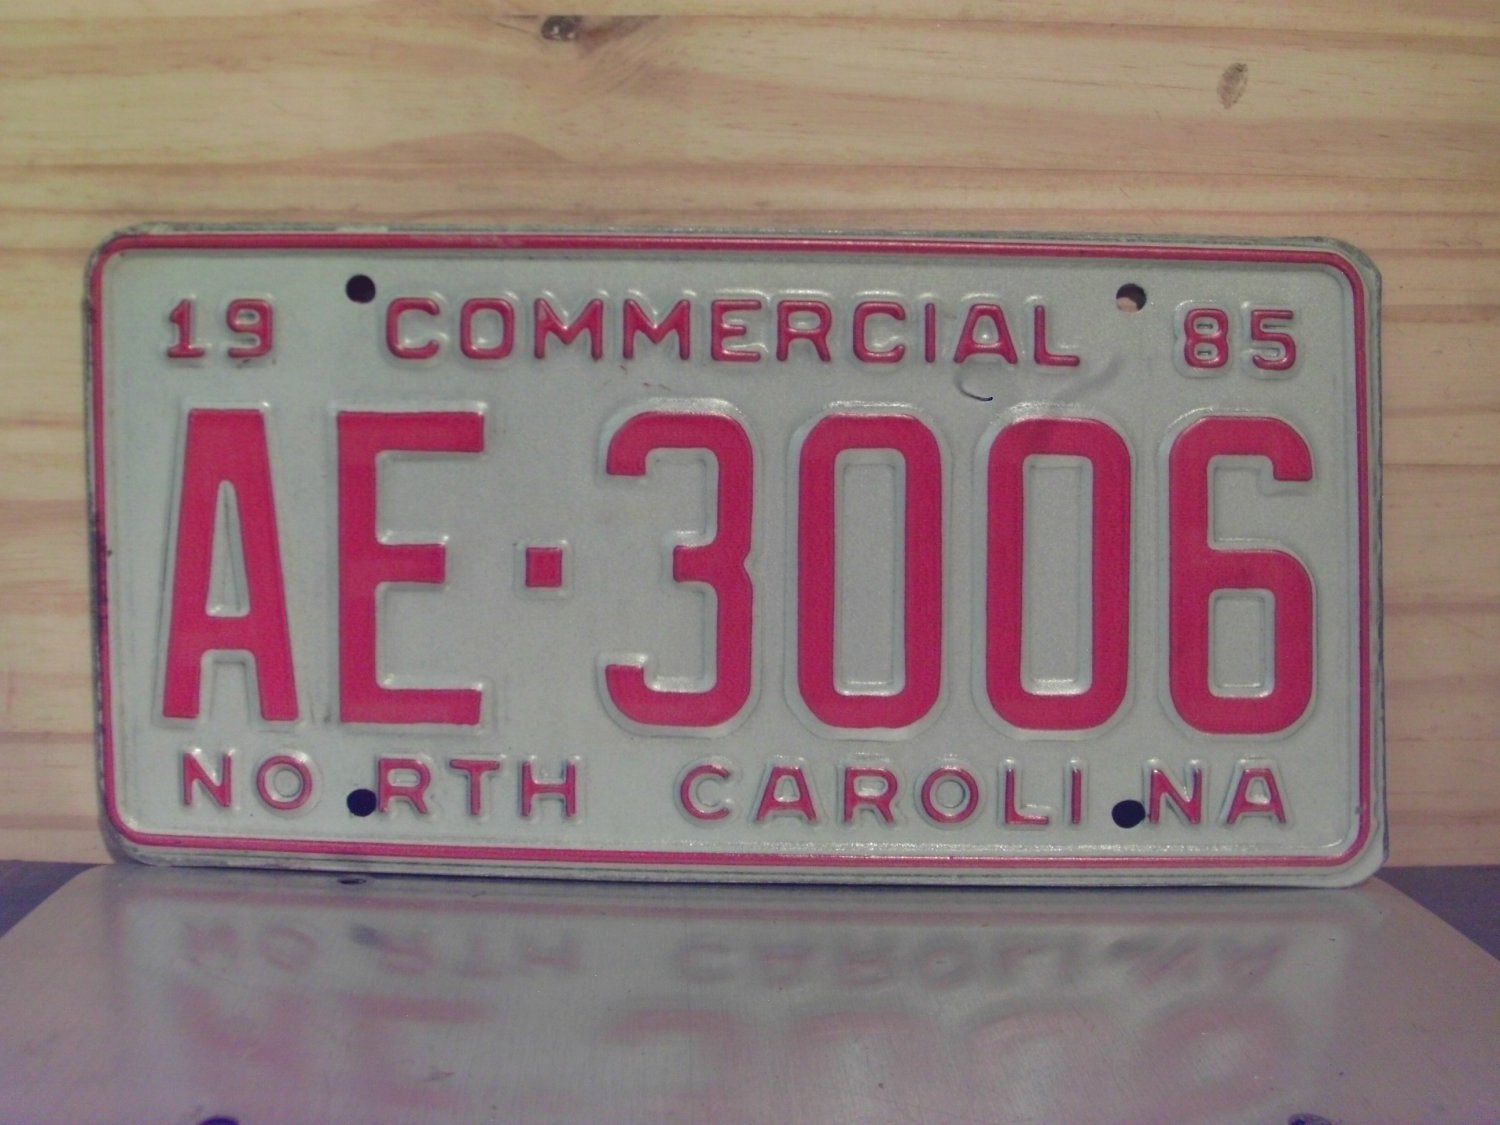 19 COMMERCIAL 85
AE·3006
NORTH CAROLINA